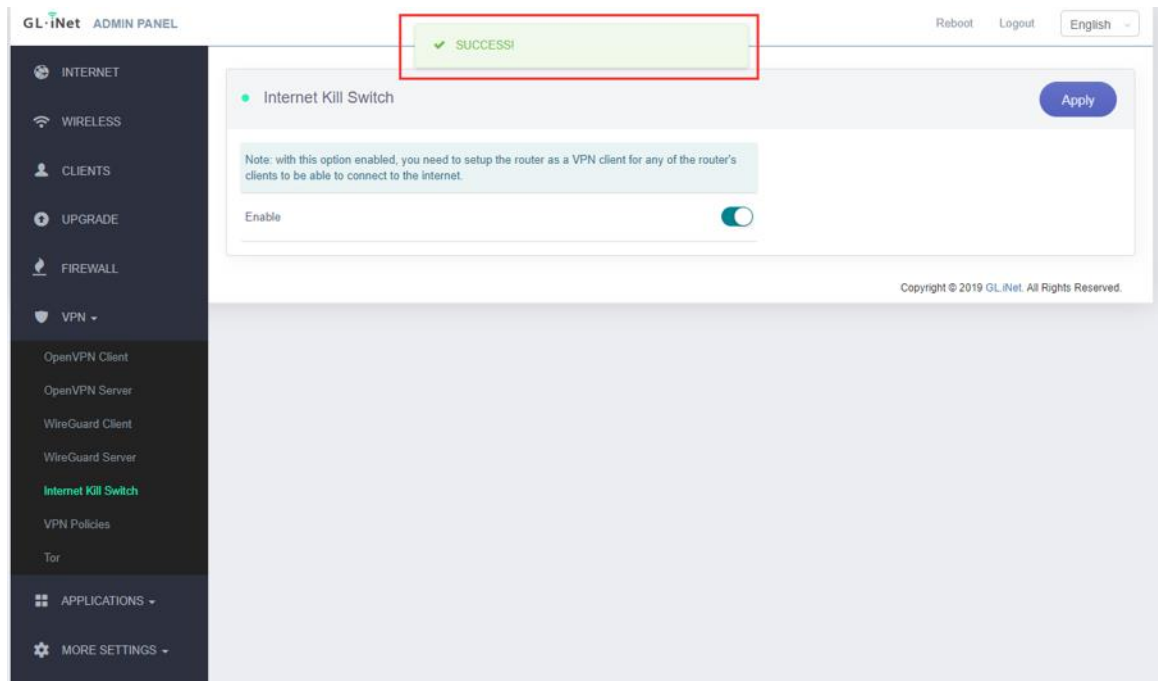 GL·iNet ADMIN PANEL
Reboot Logout English
SUCCESS!
INTERNET
WIRELESS
CLIENTS
UPGRADE
FIREWALL
VPN
OpenVPN Client
OpenVPN Server
WireGuard Client
WireGuard Server
Internet Kill Switch
VPN Policies
Tor
APPLICATIONS
MORE SETTINGS
Internet Kill Switch
Apply
Note: with this option enabled, you need to setup the router as a VPN client for any of the router's
clients to be able to connect to the internet.
Enable
Copyright © 2019 GL.iNet. All Rights Reserved.